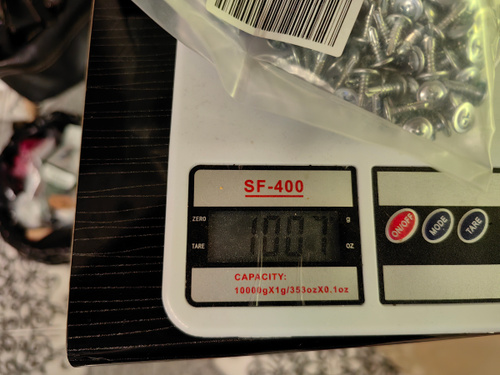 SF-400
ZERO
g
1007
TARE
OZ
CAPACITY:
10000gX1g/353ozX0.1oz
ON/OFF
MODE
TARE